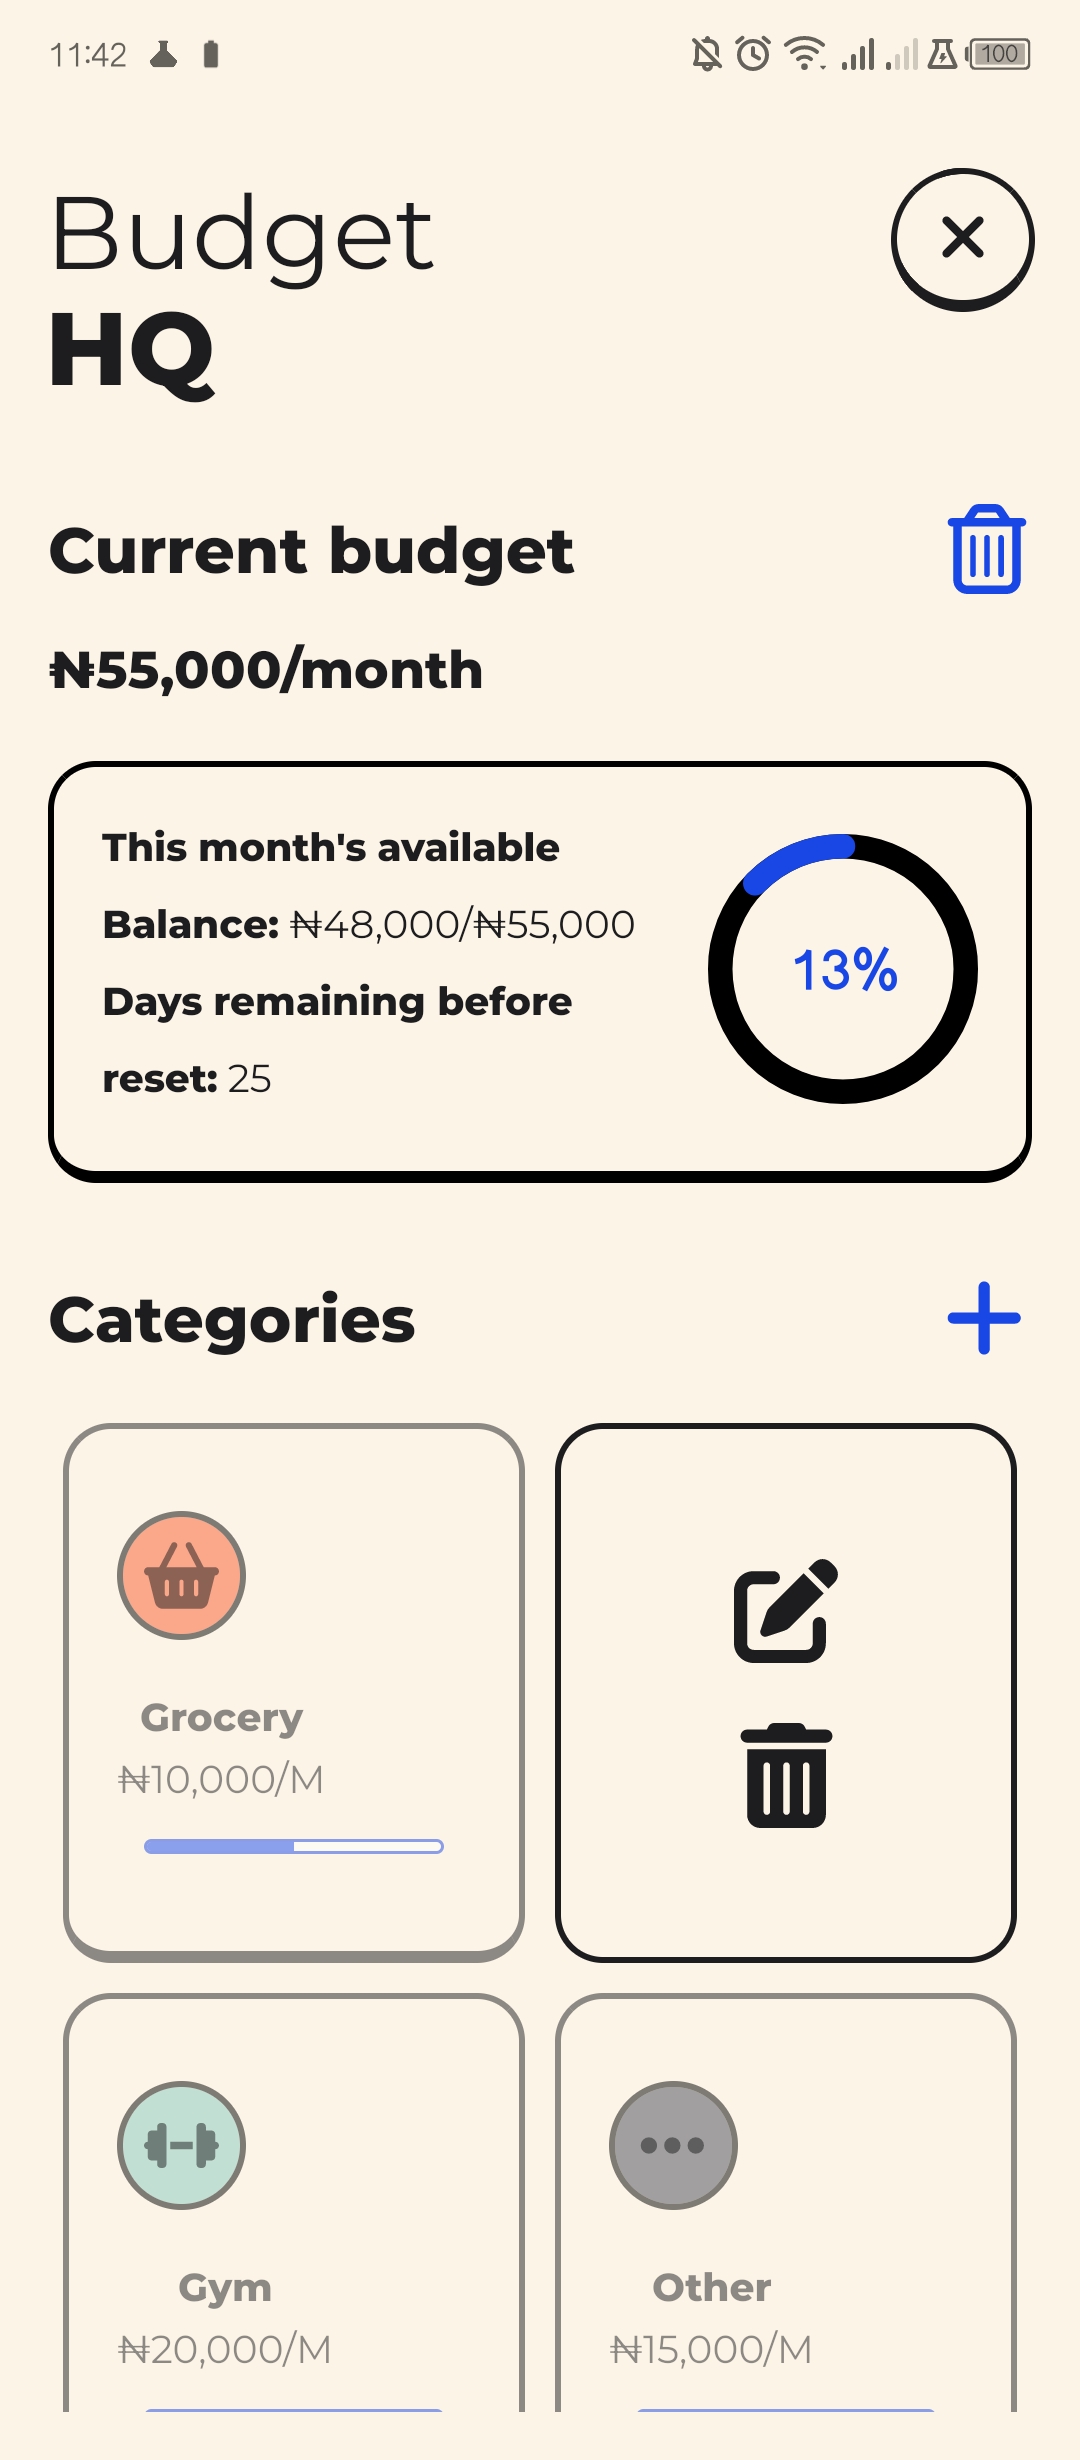 11:42
100
Budget
HQ
Current budget
₦55,000/month
This month's available
Balance: ₦48,000/₦55,000
Days remaining before
reset: 25
13%
Categories
Grocery
₦10,000/M
Gym
₦20,000/M
Other
₦15,000/M